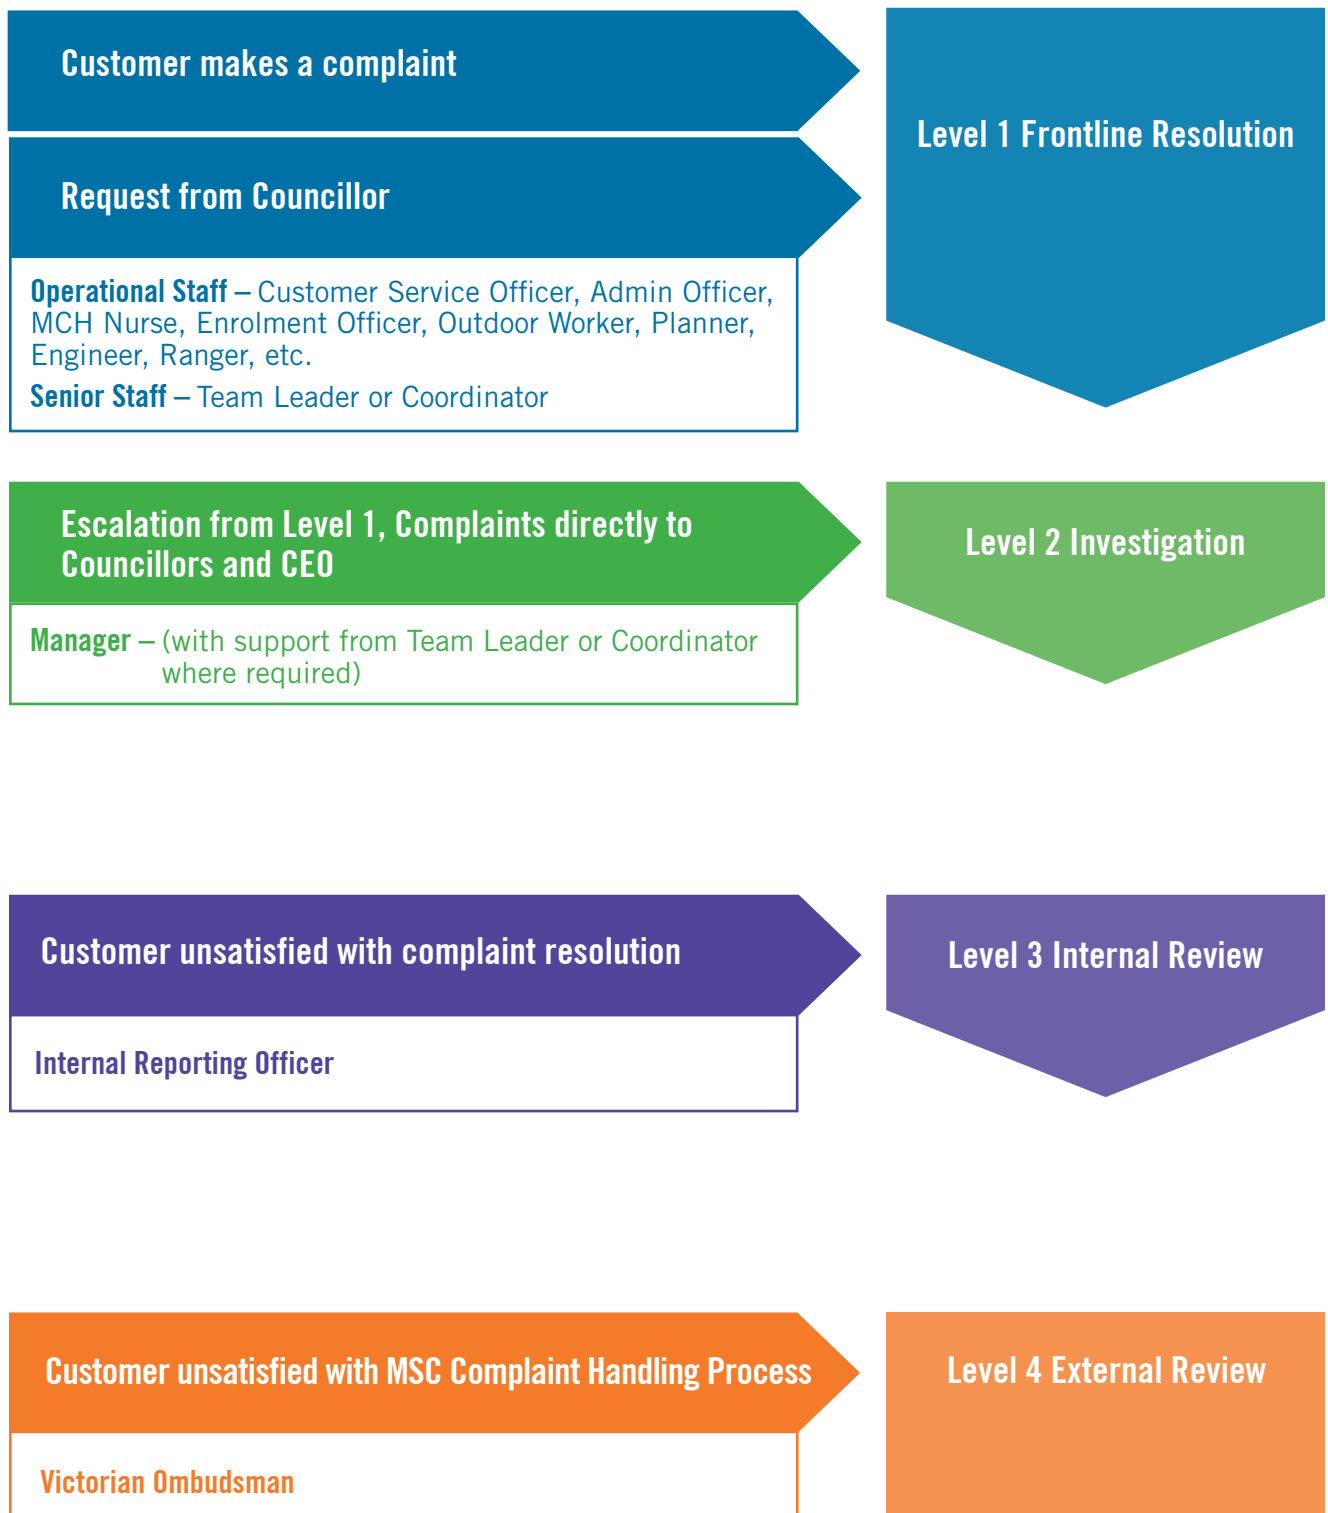 Customer makes a complaint
Level 1 Frontline Resolution
Request from Councillor
Operational Staff – Customer Service Officer, Admin Officer,
MCH Nurse, Enrolment Officer, Outdoor Worker, Planner,
Engineer, Ranger, etc.
Senior Staff – Team Leader or Coordinator
Escalation from Level 1, Complaints directly to
Councillors and CEO
Level 2 Investigation
Manager – (with support from Team Leader or Coordinator
where required)
Customer unsatisfied with complaint resolution
Level 3 Internal Review
Internal Reporting Officer
Customer unsatisfied with MSC Complaint Handling Process
Level 4 External Review
Victorian Ombudsman